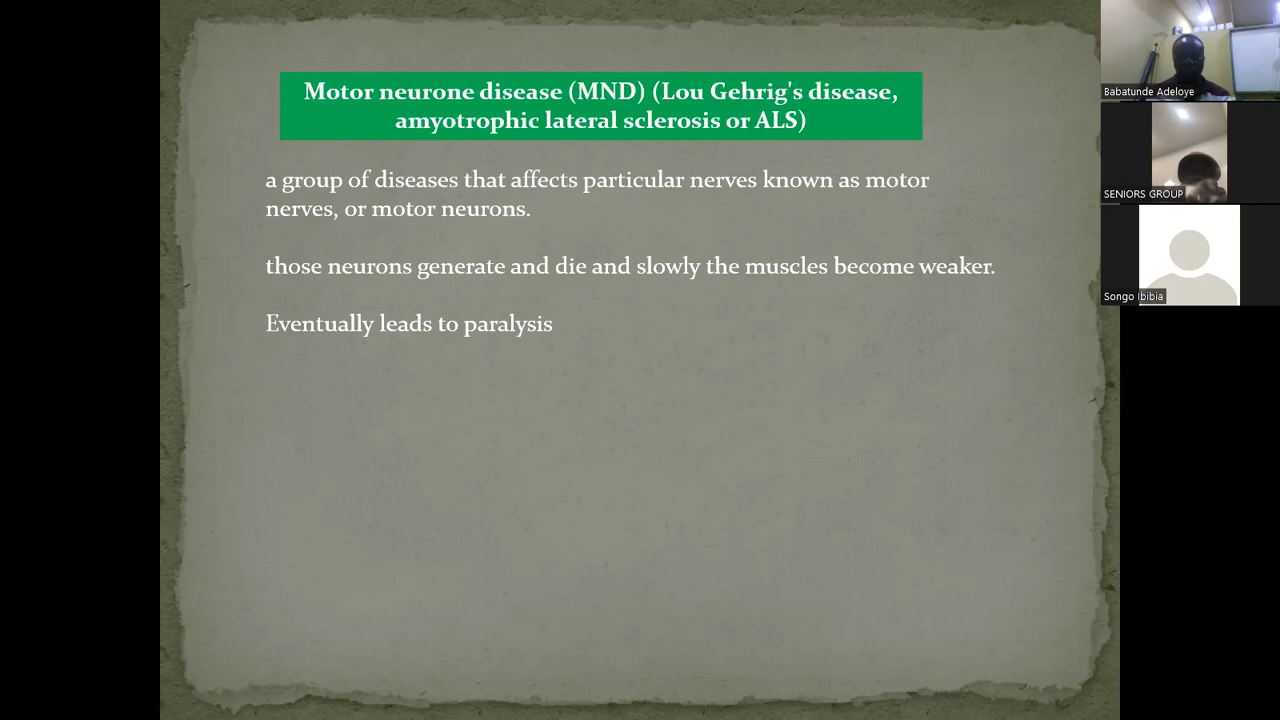 Motor neurone disease (MND) (Lou Gehrig's disease,
amyotrophic lateral sclerosis or ALS)
a group of diseases that affects particular nerves known as motor
nerves, or motor neurons.
those neurons generate and die and slowly the muscles become weaker.
Eventually leads to paralysis
Babatunde Adeloye
SENIORS GROUP
Songo Ibibia